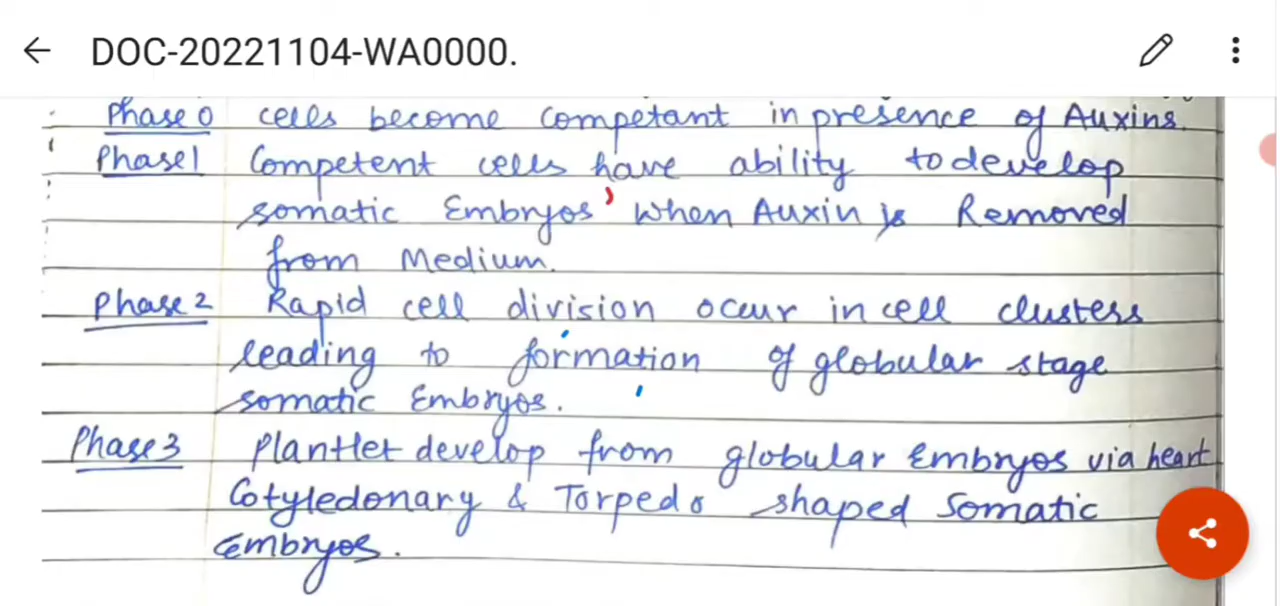 DOC-20221104-WA0000.
Phase 0 cells become competant in presence of Auxins.
Phase 1 Competent cells have ability to develop
somatic Embryos' when Auxin is Removed
from Medium.
Phase 2 Rapid cell division occur in cell clusters
leading to formation of globular stage
somatic Embryos.
Phase 3 Plantlet develop from globular Embryos via heart
Cotyledonary & Torpedo shaped Somatic
Embryos.